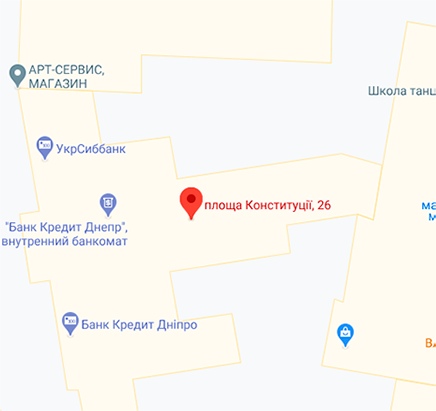 АРТ-СЕРВИС,
МАГАЗИН
Школа танц
УкрСиббанк
площа Конституції, 26
"Банк Кредит Днепр",
внутренний банкомат
ма
м
Банк Кредит Дніпро